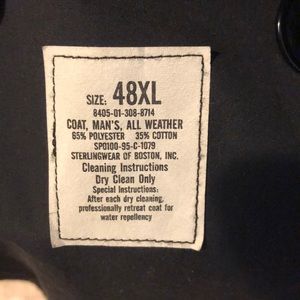 SIZE: 48XL
8405-01-308-8714
COAT, MAN'S, ALL WEATHER
65% POLYESTER 35% COTTON
SPO100-95-C-1079
STERLINGWEAR OF BOSTON, INC.
Cleaning Instructions
Dry Clean Only
Special Instructions:
After each dry cleaning,
professionally retreat coat for
water repellency